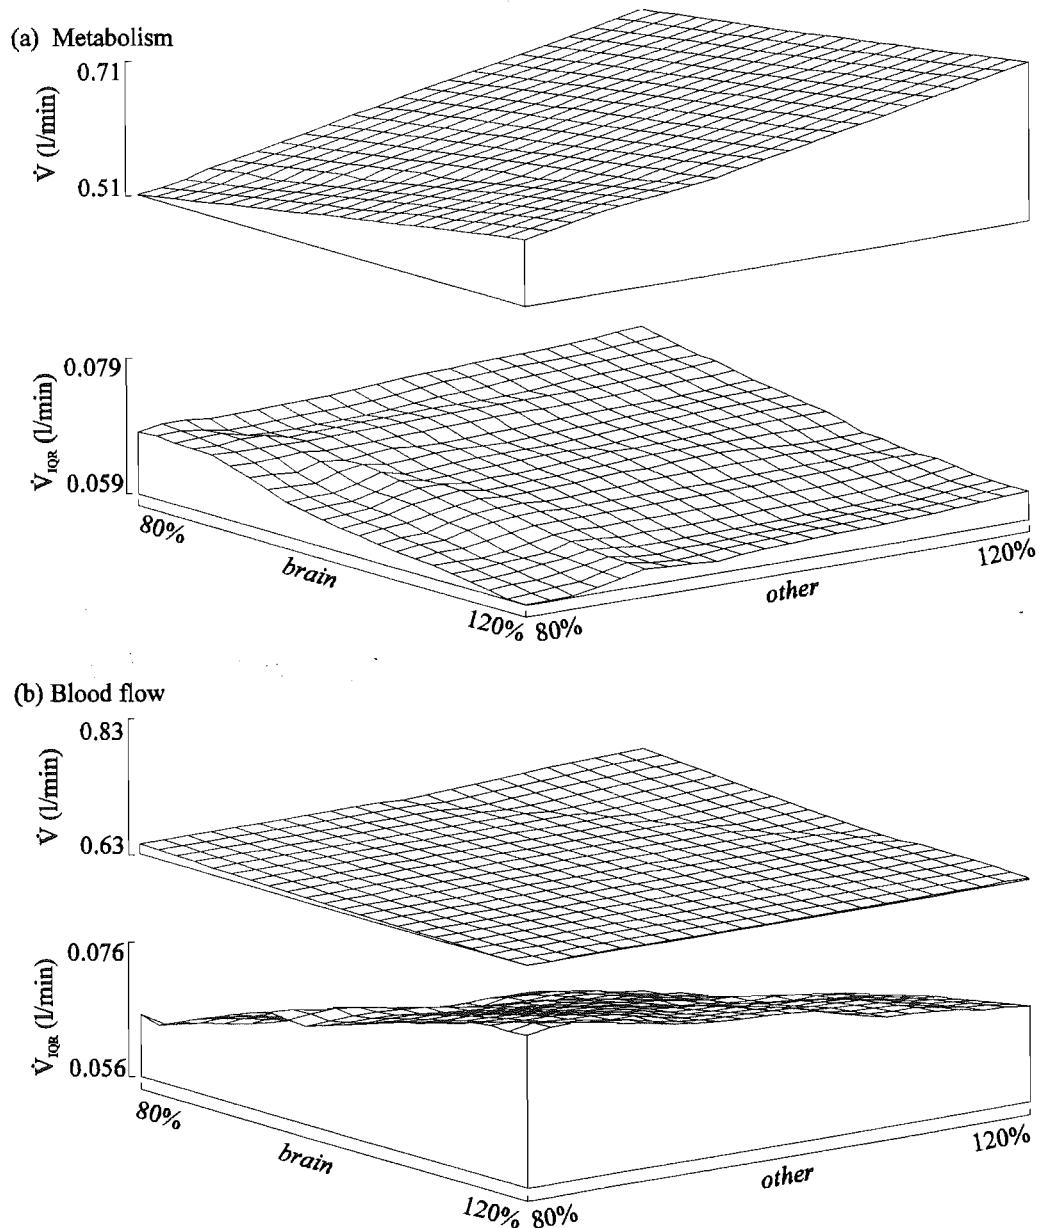 (a) Metabolism
0.71
V̇ (l/min)
0.51
0.079
V̇IQR (l/min)
0.059
80%
brain
120%
80%
other
120%
(b) Blood flow
0.83
V̇ (l/min)
0.63
0.076
V̇IQR (l/min)
0.056
80%
brain
120%
80%
other
120%